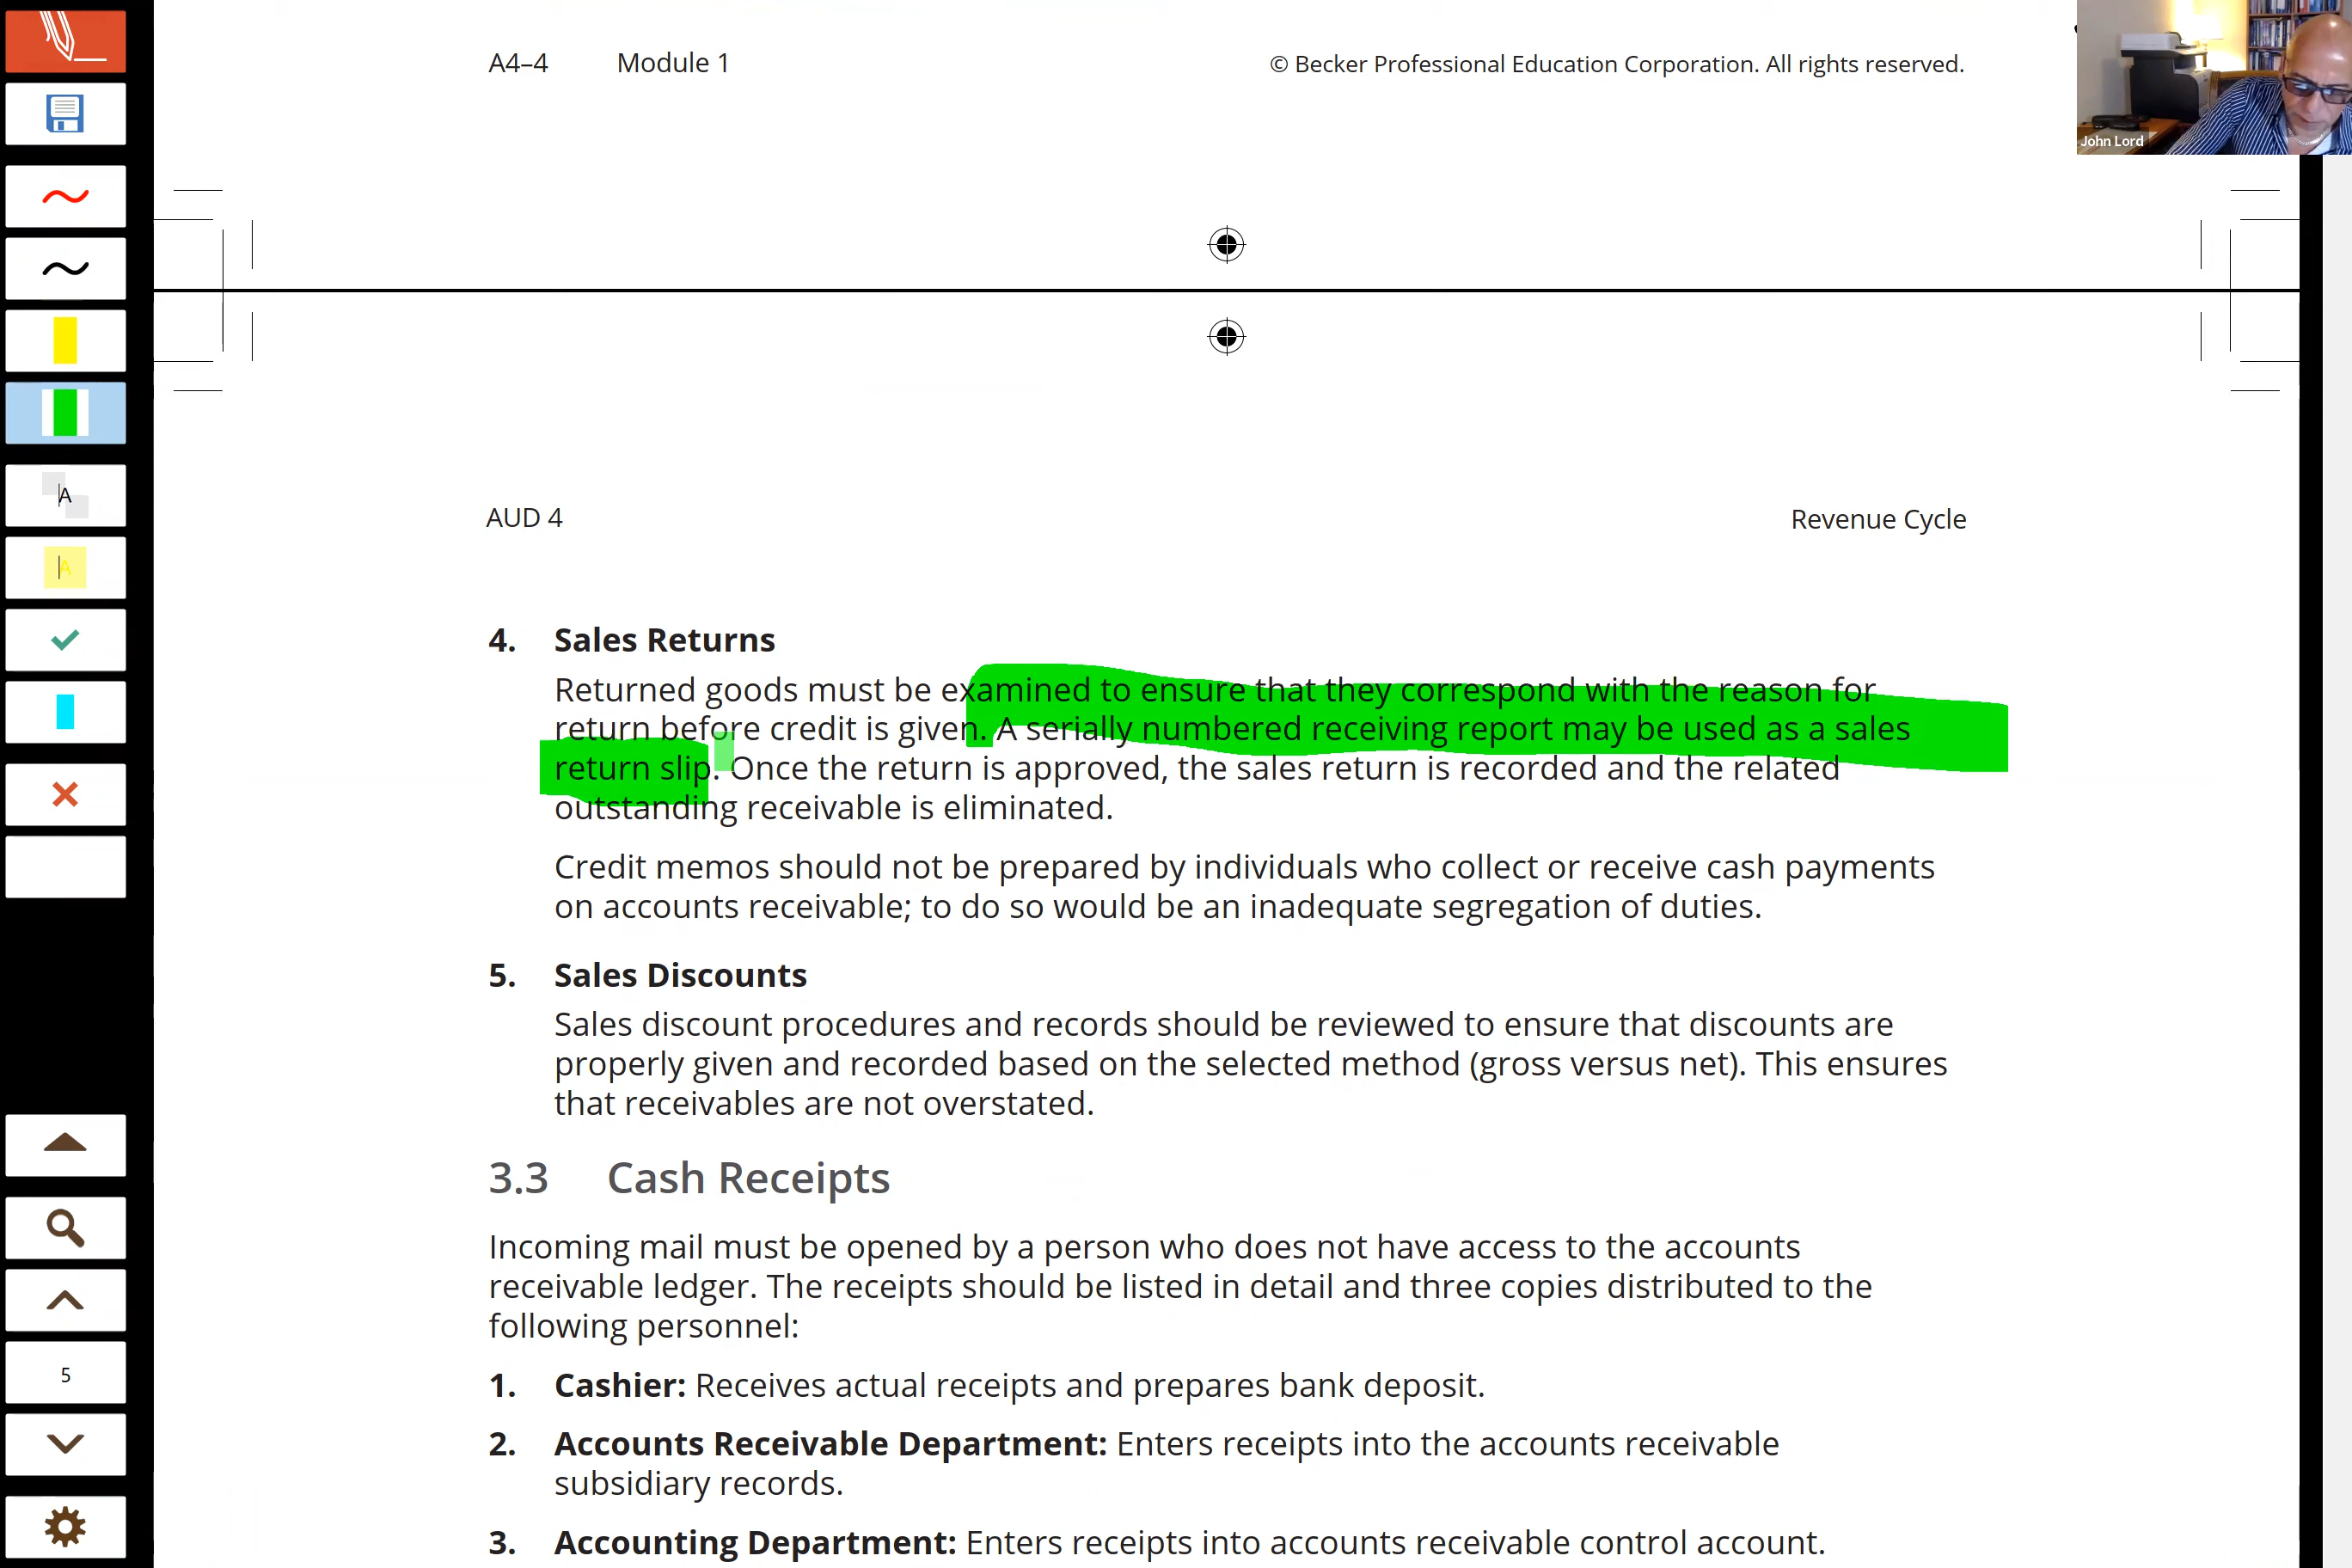 A4–4 Module 1 © Becker Professional Education Corporation. All rights reserved.
John Lord
A
A
AUD 4 Revenue Cycle
4. Sales Returns
Returned goods must be examined to ensure that they correspond with the reason for
return before credit is given. A serially numbered receiving report may be used as a sales
return slip. Once the return is approved, the sales return is recorded and the related
outstanding receivable is eliminated.
Credit memos should not be prepared by individuals who collect or receive cash payments
on accounts receivable; to do so would be an inadequate segregation of duties.
5. Sales Discounts
Sales discount procedures and records should be reviewed to ensure that discounts are
properly given and recorded based on the selected method (gross versus net). This ensures
that receivables are not overstated.
3.3 Cash Receipts
Incoming mail must be opened by a person who does not have access to the accounts
receivable ledger. The receipts should be listed in detail and three copies distributed to the
following personnel:
5
1. Cashier: Receives actual receipts and prepares bank deposit.
2. Accounts Receivable Department: Enters receipts into the accounts receivable
subsidiary records.
3. Accounting Department: Enters receipts into accounts receivable control account.